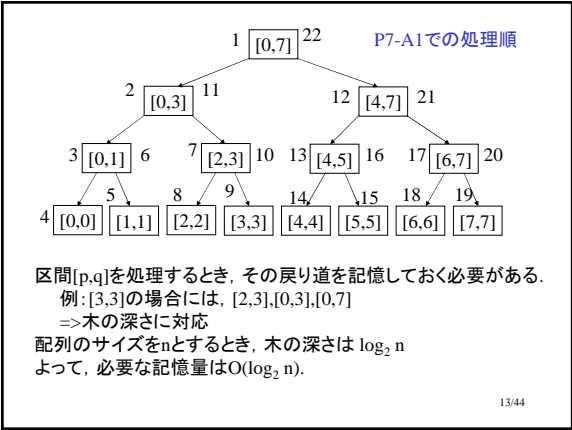 P7-A1での処理順
1 [0,7] 22
2 [0,3] 11 12 [4,7] 21
3 [0,1] 6 7 [2,3] 10 13 [4,5] 16 17 [6,7] 20
5 8 9 14 15 18 19
4 [0,0] [1,1] [2,2] [3,3] [4,4] [5,5] [6,6] [7,7]
区間[p,q]を処理するとき，その戻り道を記憶しておく必要がある．
例：[3,3]の場合には，[2,3],[0,3],[0,7]
=>木の深さに対応
配列のサイズをnとするとき，木の深さは log₂ n
よって，必要な記憶量はO(log₂ n).
13/44